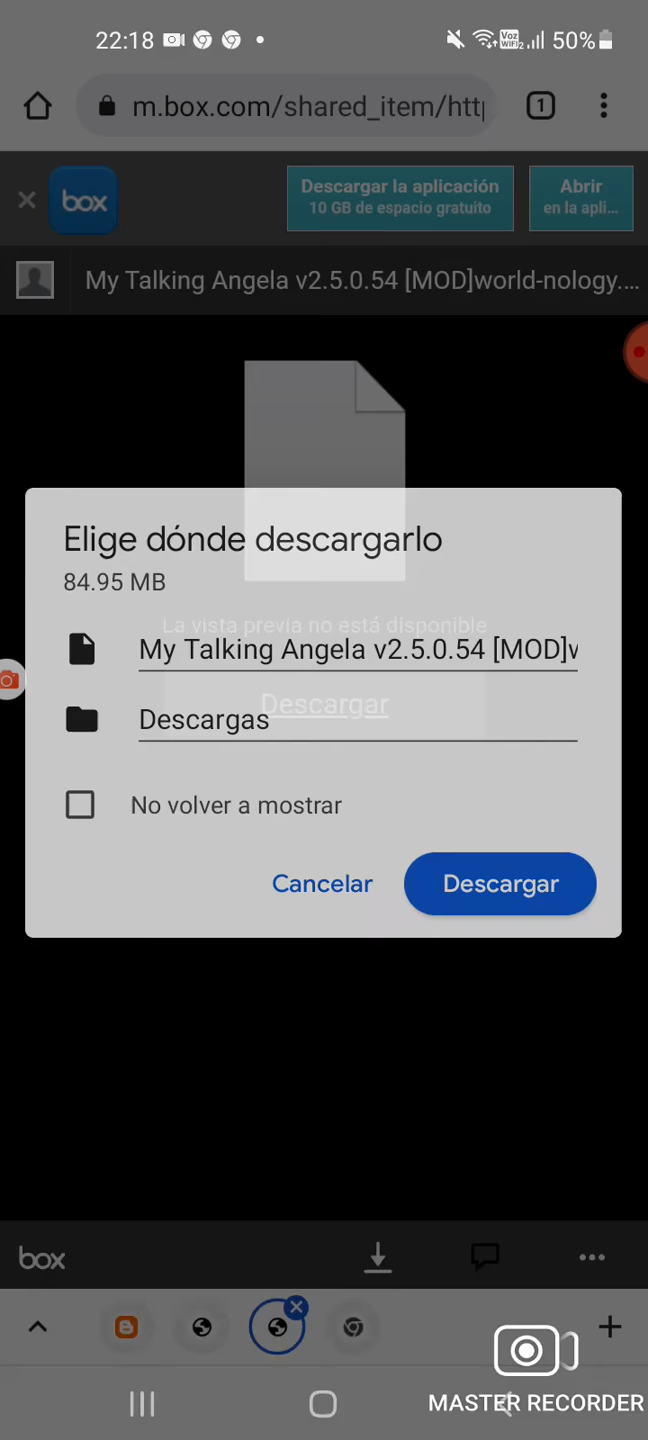 22:18
Voz
WIFI 2
50%
m.box.com/shared_item/http
1
box
Descargar la aplicación
10 GB de espacio gratuito
Abrir
en la apli...
My Talking Angela v2.5.0.54 [MOD]world-nology....
Elige dónde descargarlo
84.95 MB
La vista previa no está disponible
My Talking Angela v2.5.0.54 [MOD]w
Descargar
Descargas
No volver a mostrar
Cancelar
Descargar
box
MASTER RECORDER